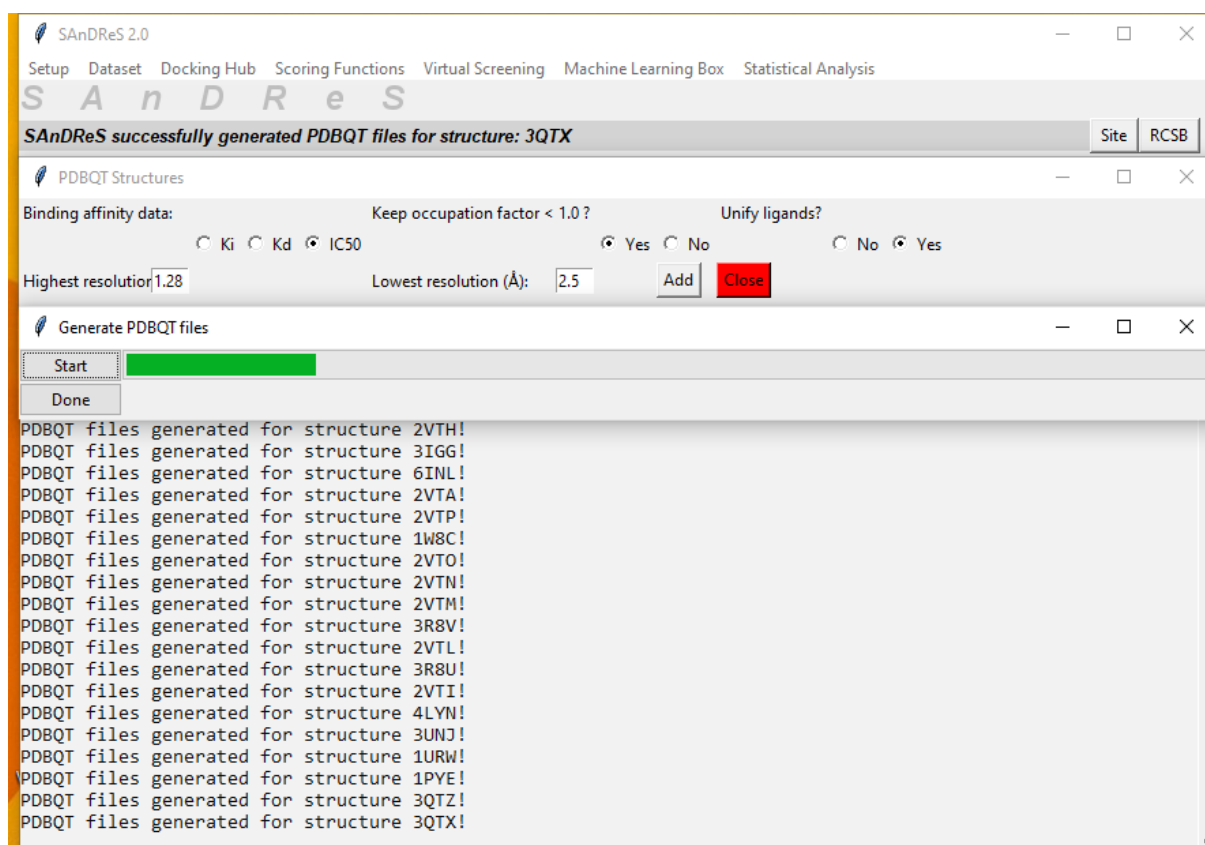 SAnDReS 2.0
Setup Dataset Docking Hub Scoring Functions Virtual Screening Machine Learning Box Statistical Analysis
S A n D R e S
SAnDReS successfully generated PDBQT files for structure: 3QTX Site RCSB
PDBQT Structures
Binding affinity data: Keep occupation factor < 1.0 ? Unify ligands?
Ki Kd IC50 Yes No No Yes
Highest resolution 1.28 Lowest resolution (Å): 2.5 Add Close
Generate PDBQT files
Start
Done
PDBQT files generated for structure 2VTH!
PDBQT files generated for structure 3IGG!
PDBQT files generated for structure 6INL!
PDBQT files generated for structure 2VTA!
PDBQT files generated for structure 2VTP!
PDBQT files generated for structure 1W8C!
PDBQT files generated for structure 2VTO!
PDBQT files generated for structure 2VTN!
PDBQT files generated for structure 2VTM!
PDBQT files generated for structure 3R8V!
PDBQT files generated for structure 2VTL!
PDBQT files generated for structure 3R8U!
PDBQT files generated for structure 2VTI!
PDBQT files generated for structure 4LYN!
PDBQT files generated for structure 3UNJ!
PDBQT files generated for structure 1URW!
PDBQT files generated for structure 1PYE!
PDBQT files generated for structure 3QTZ!
PDBQT files generated for structure 3QTX!